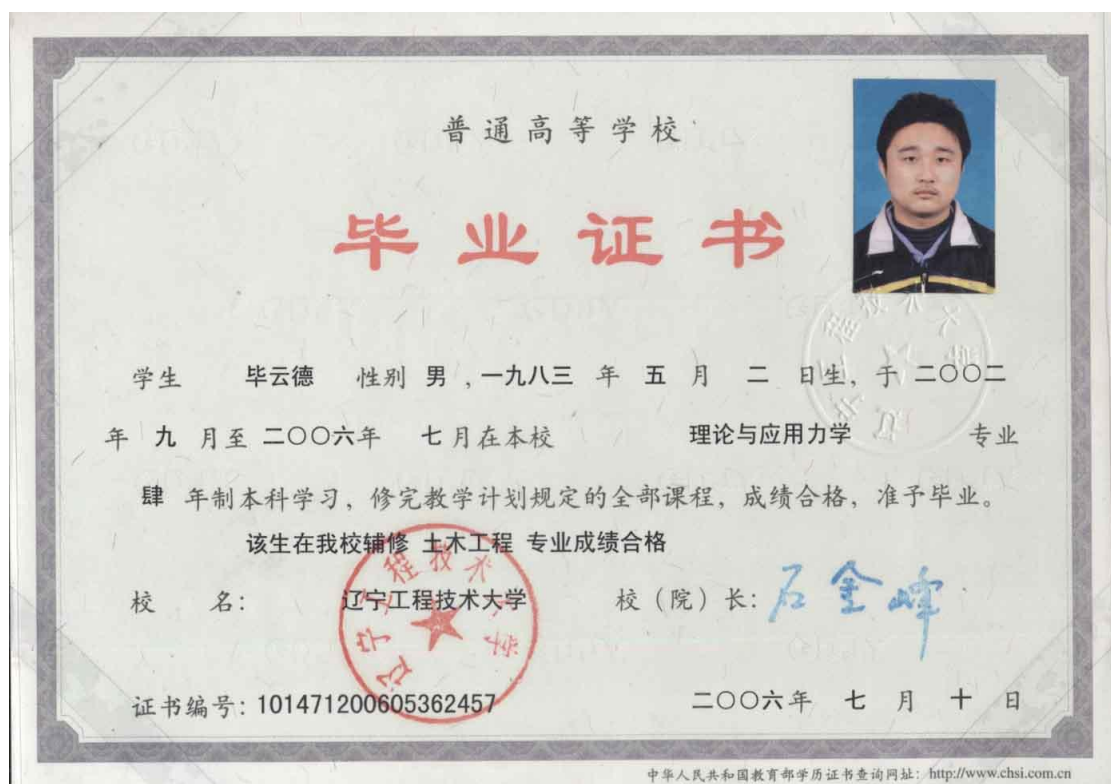 普通高等学校
毕业证书
学生 毕云德 性别 男 , 一九八三 年 五 月 二 日生, 于 二〇〇二
年 九 月至 二〇〇六年 七 月在本校 理论与应用力学 专业
肆 年制本科学习, 修完教学计划规定的全部课程, 成绩合格, 准予毕业。
该生在我校辅修 土木工程 专业成绩合格
校 名: 辽宁工程技术大学 校（院）长: 石金峰
辽宁工程技术大学
证书编号: 101471200605362457 二〇〇六年 七 月 十 日
中华人民共和国教育部学历证书查询网址: http://www.chsi.com.cn